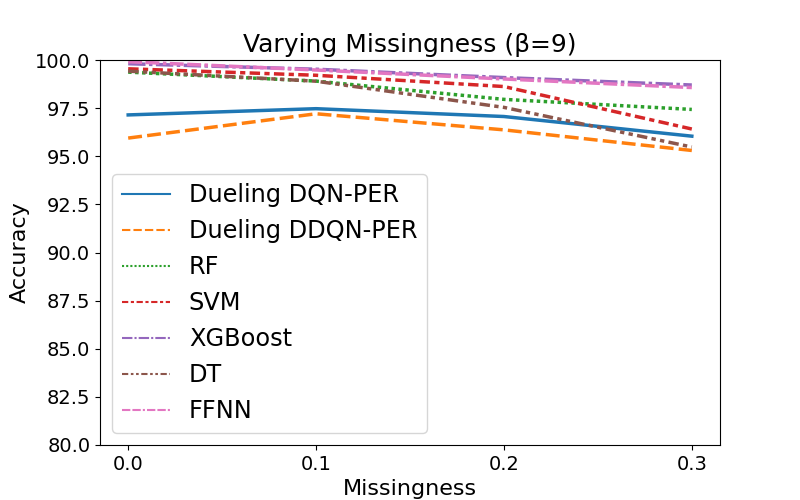 Varying Missingness (β=9)
Accuracy
100.0
97.5
95.0
92.5
90.0
87.5
85.0
82.5
80.0
Dueling DQN-PER
Dueling DDQN-PER
RF
SVM
XGBoost
DT
FFNN
0.0
0.1
0.2
0.3
Missingness